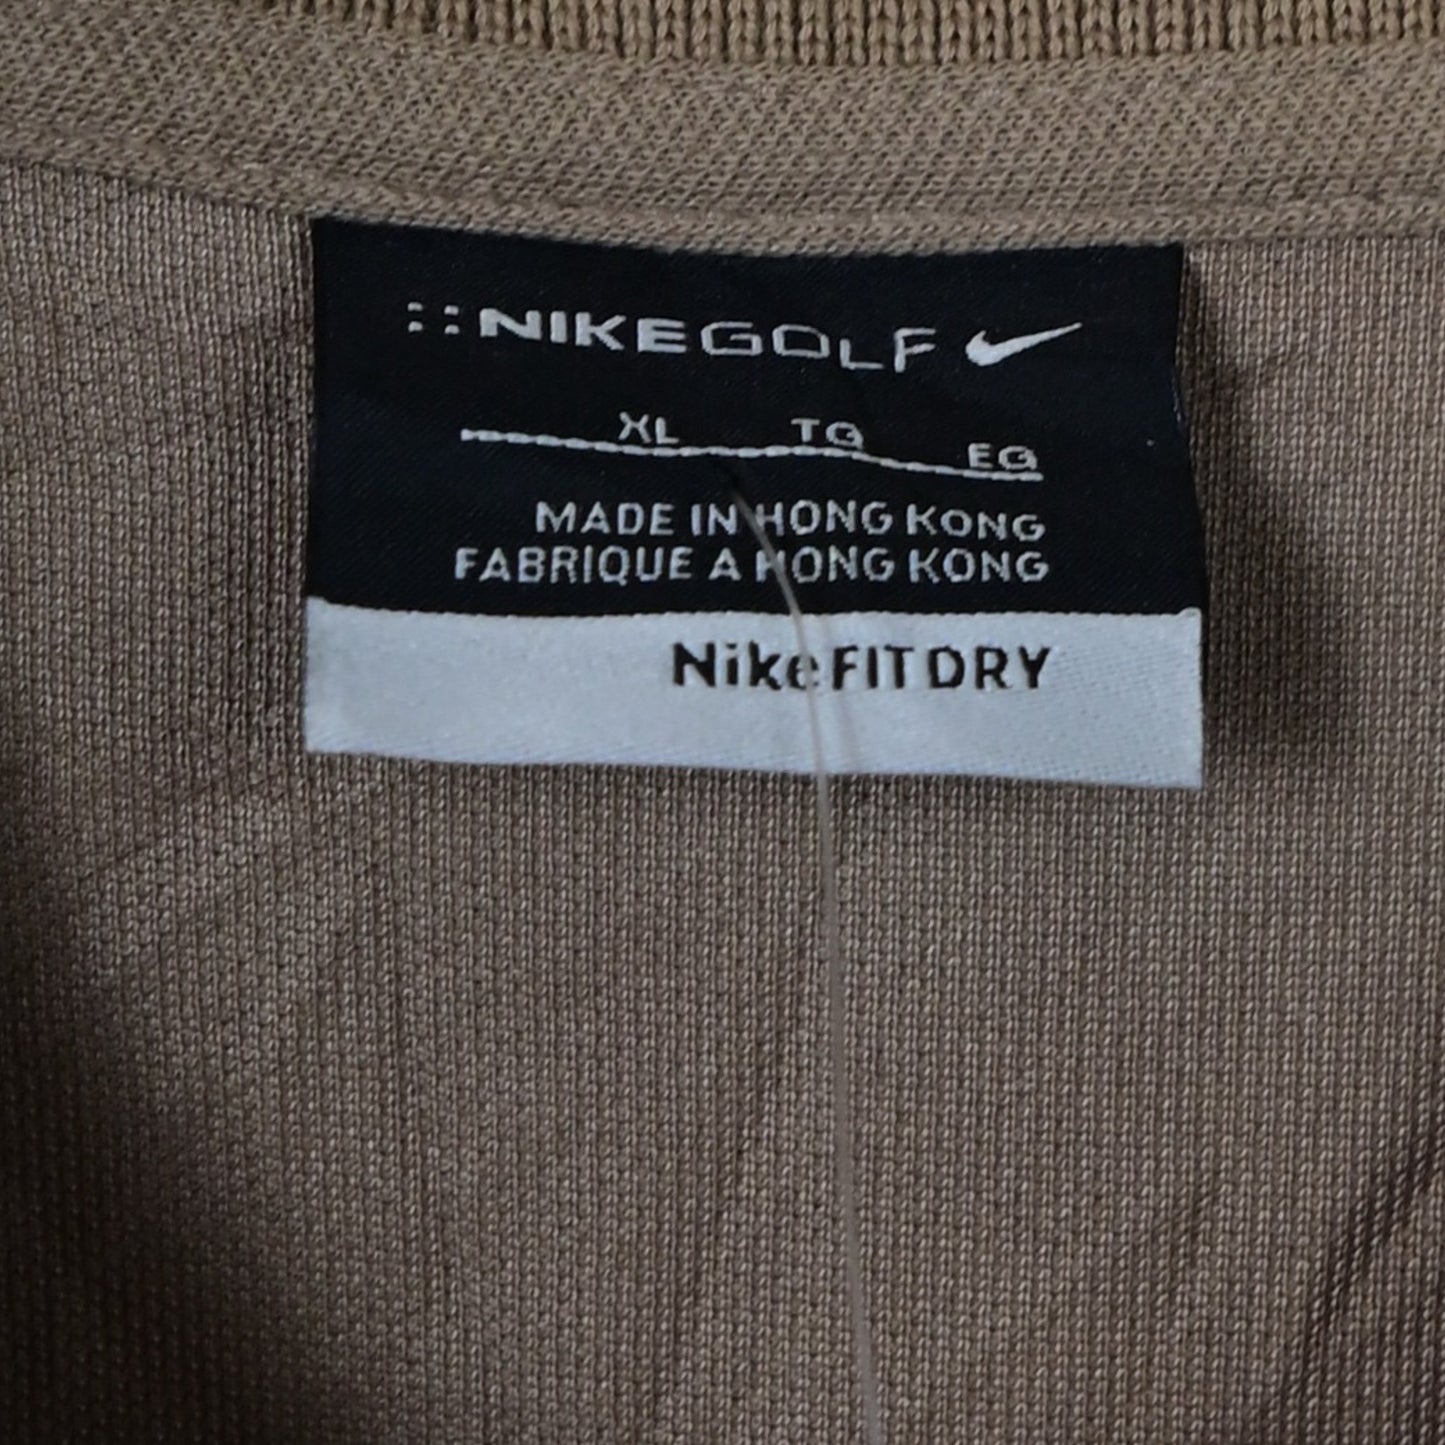 NIKEGOLF
XL TG EG
MADE IN HONG KONG
FABRIQUE A HONG KONG
Nike FIT DRY